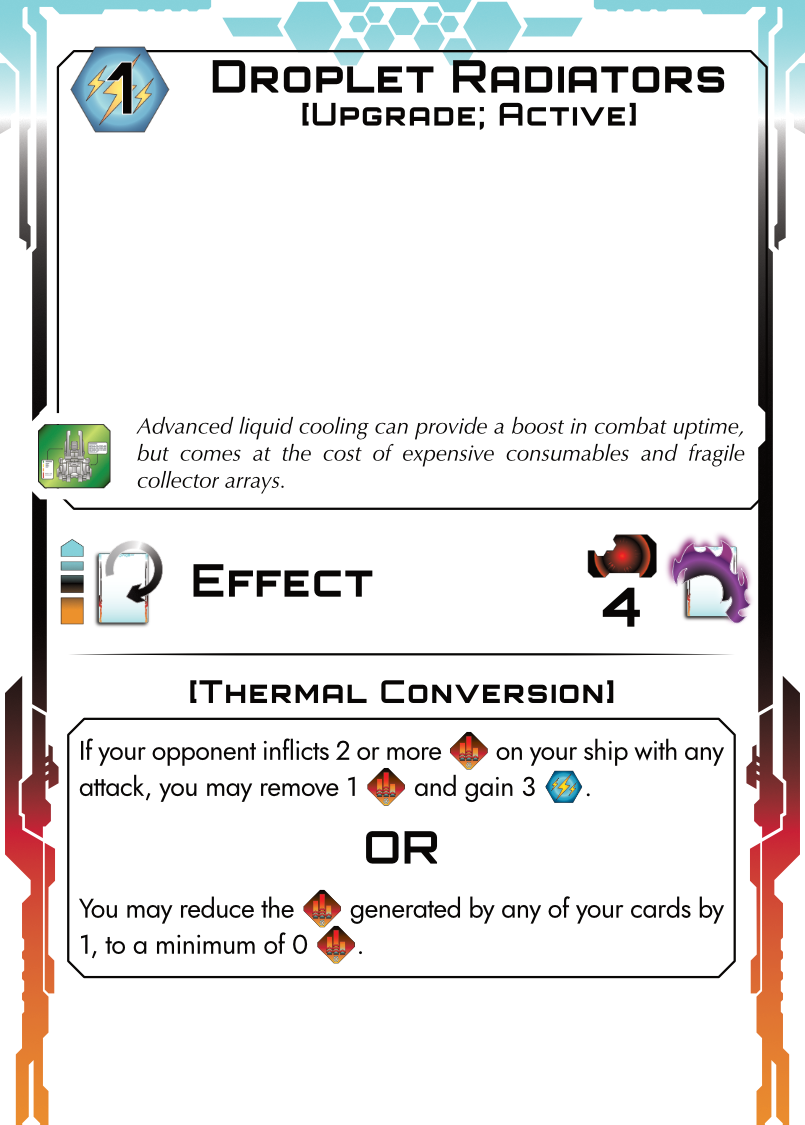 1
Droplet Radiators
[Upgrade; Active]
Advanced liquid cooling can provide a boost in combat uptime,
but comes at the cost of expensive consumables and fragile
collector arrays.
Effect
4
[Thermal Conversion]
If your opponent inflicts 2 or more on your ship with any
attack, you may remove 1 and gain 3 .
OR
You may reduce the generated by any of your cards by
1, to a minimum of 0 .